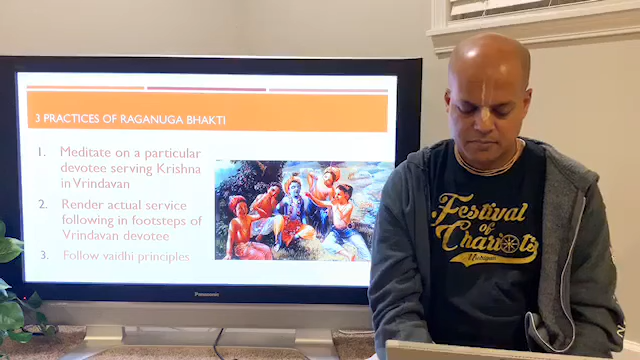 3 PRACTICES OF RAGANUGA BHAKTI
1. Meditate on a particular
devotee serving Krishna
in Vrindavan
2. Render actual service
following in footsteps of
Vrindavan devotee
3. Follow vaidhi principles
Panasonic
Festival
of
Chariots
Michigan